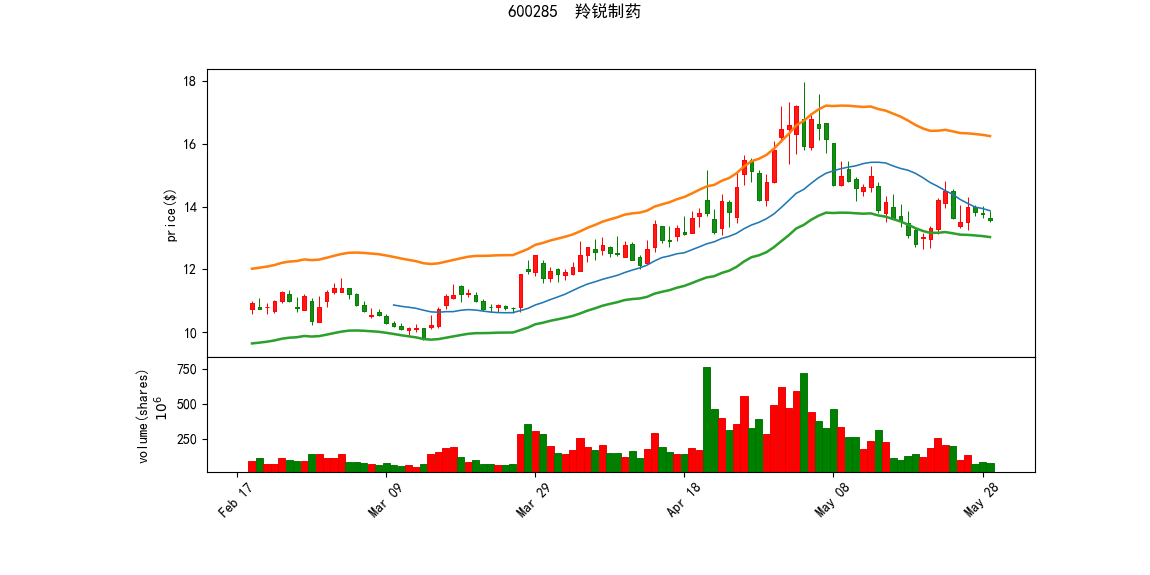 600285 羚锐制药
price($)
18
16
14
12
10
volume(shares)
10^6
750
500
250
Feb 17
Mar 09
Mar 29
Apr 18
May 08
May 28